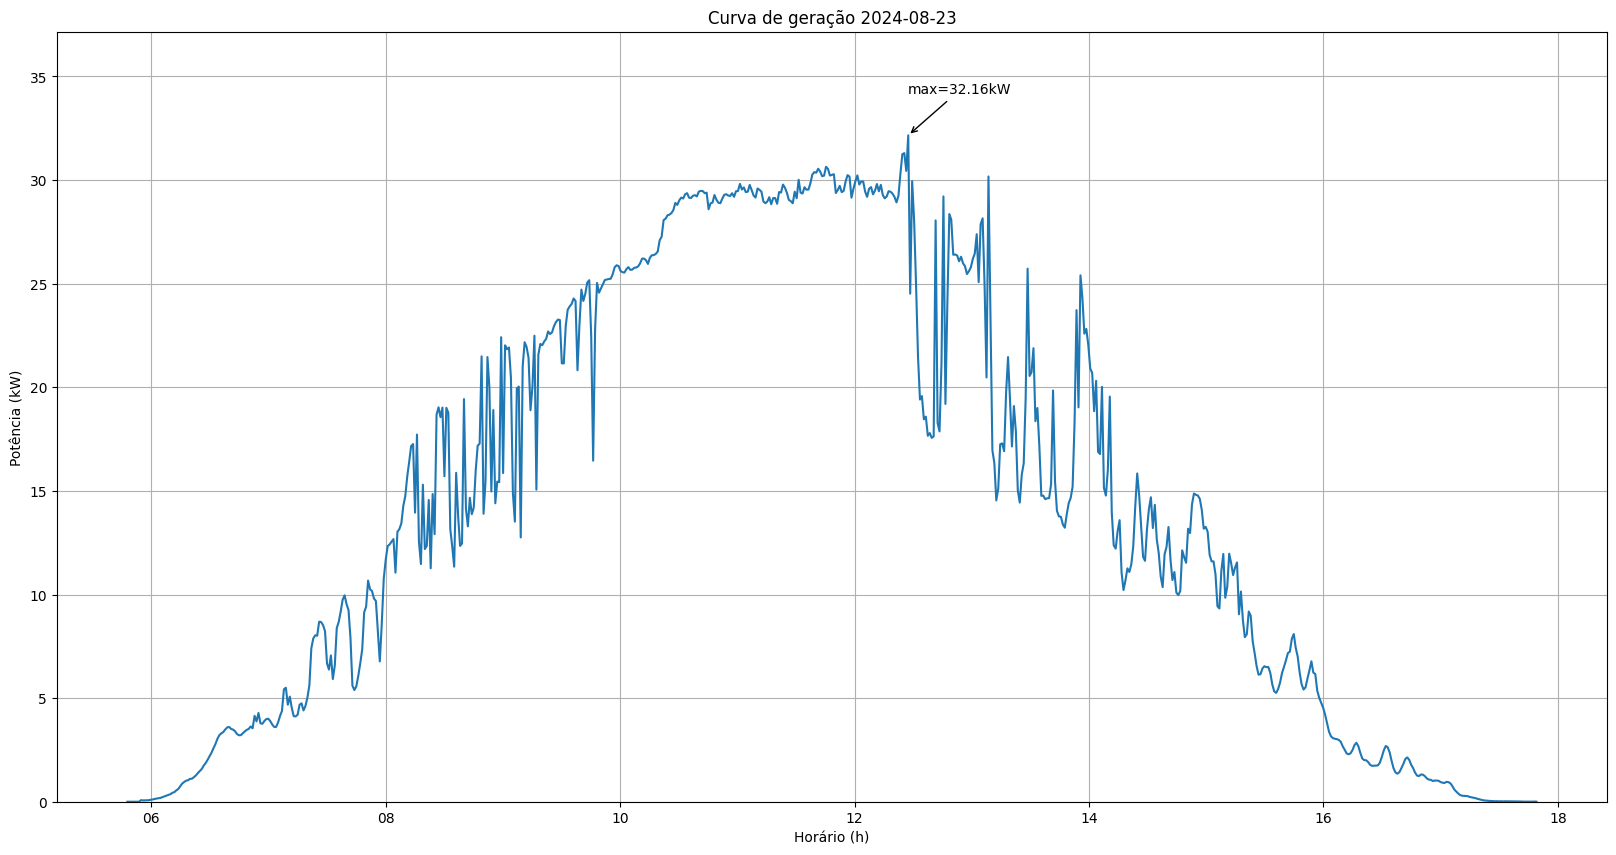 Curva de geração 2024-08-23
max=32.16kW
Potência (kW)
35
30
25
20
15
10
5
0
06 08 10 12 14 16 18
Horário (h)